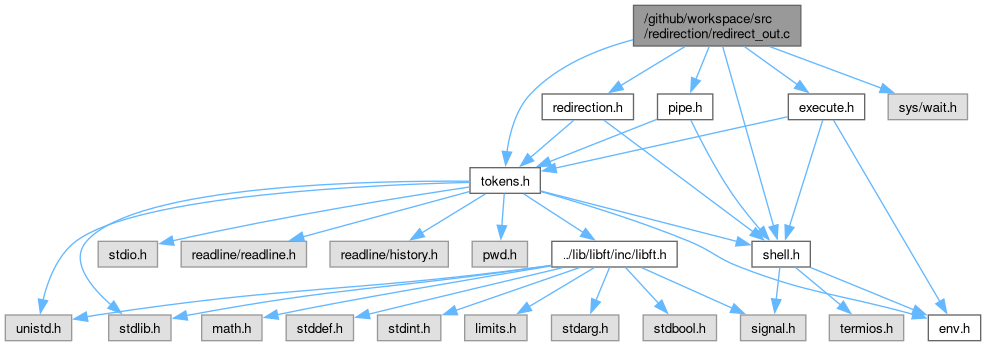 /github/workspace/src
/redirection/redirect_out.c
redirection.h
pipe.h
execute.h
sys/wait.h
tokens.h
stdio.h
readline/readline.h
readline/history.h
pwd.h
../lib/libft/inc/libft.h
shell.h
unistd.h
stdlib.h
math.h
stddef.h
stdint.h
limits.h
stdarg.h
stdbool.h
signal.h
termios.h
env.h